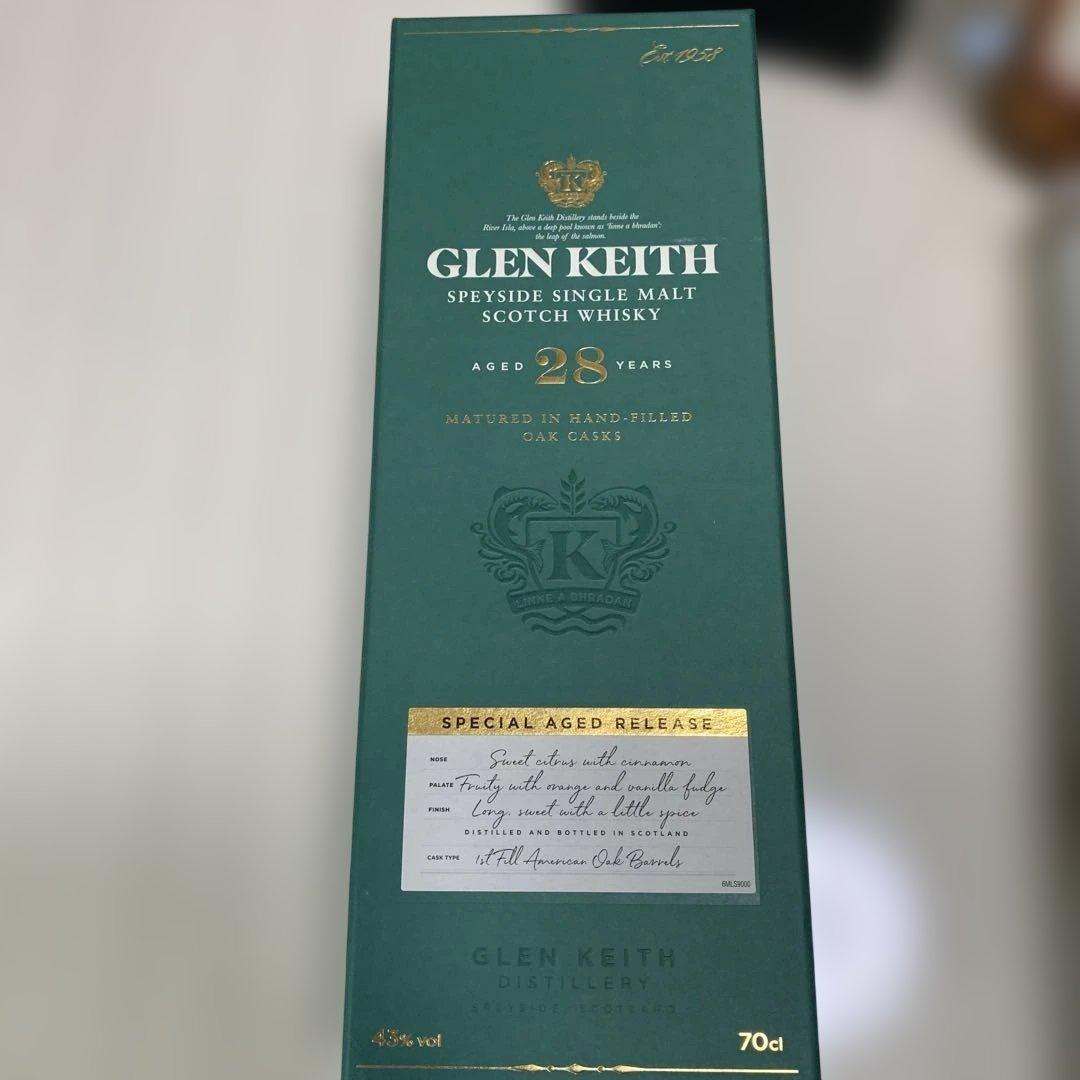 Est. 1958
K
The Glen Keith Distillery stands beside the
River Isla, above a deep pool known as 'linne a bhradan':
the leap of the salmon.
GLEN KEITH
SPEYSIDE SINGLE MALT
SCOTCH WHISKY
AGED 28 YEARS
MATURED IN HAND-FILLED
OAK CASKS
K
LINNE A BHRADAN
SPECIAL AGED RELEASE
NOSE Sweet citrus with cinnamon
PALATE Fruity with orange and vanilla fudge
FINISH Long, sweet with a little spice
DISTILLED AND BOTTLED IN SCOTLAND
CASK TYPE 1st Fill American Oak Barrels
6MLS9000
GLEN KEITH
DISTILLERY
SPEYSIDE, SCOTLAND
43% vol 70cl